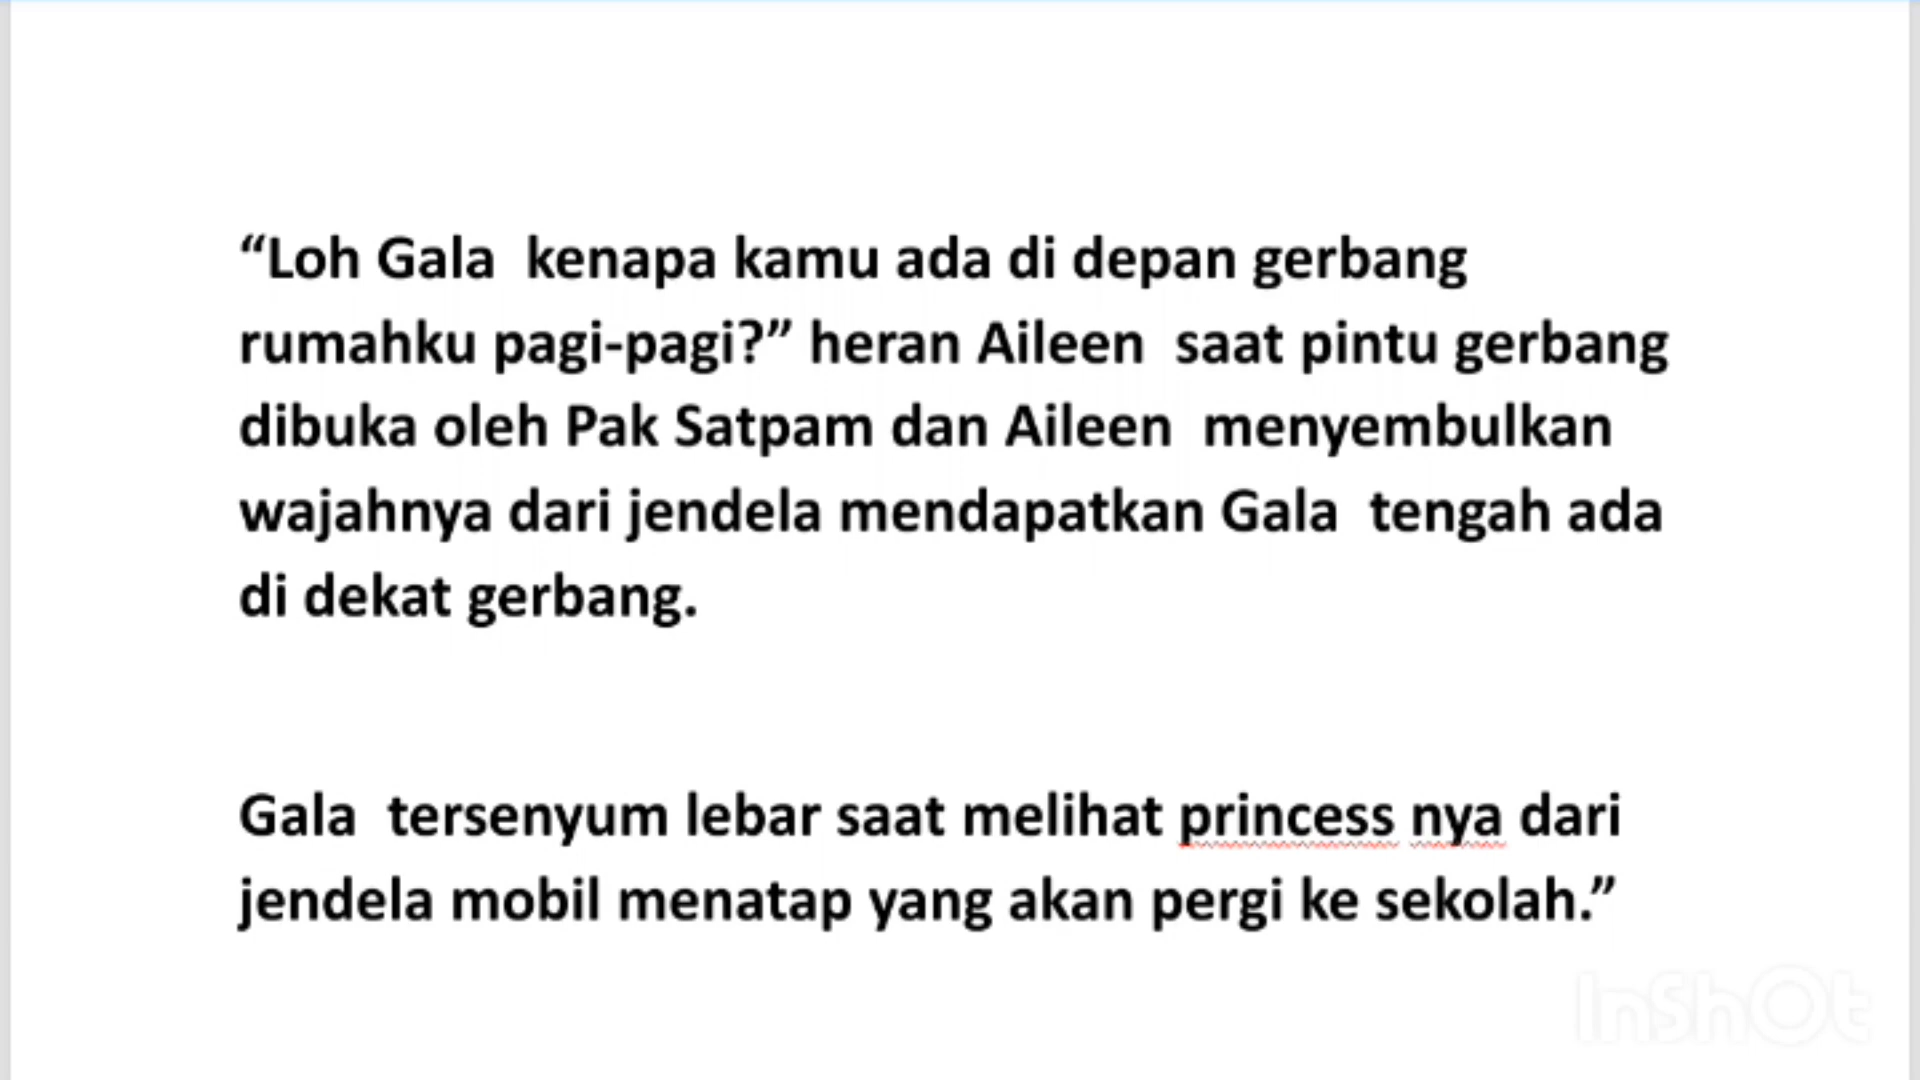 “Loh Gala  kenapa kamu ada di depan gerbang
rumahku pagi-pagi?” heran Aileen  saat pintu gerbang
dibuka oleh Pak Satpam dan Aileen  menyembulkan
wajahnya dari jendela mendapatkan Gala  tengah ada
di dekat gerbang.
Gala  tersenyum lebar saat melihat princess nya dari
jendela mobil menatap yang akan pergi ke sekolah.”
InShOt